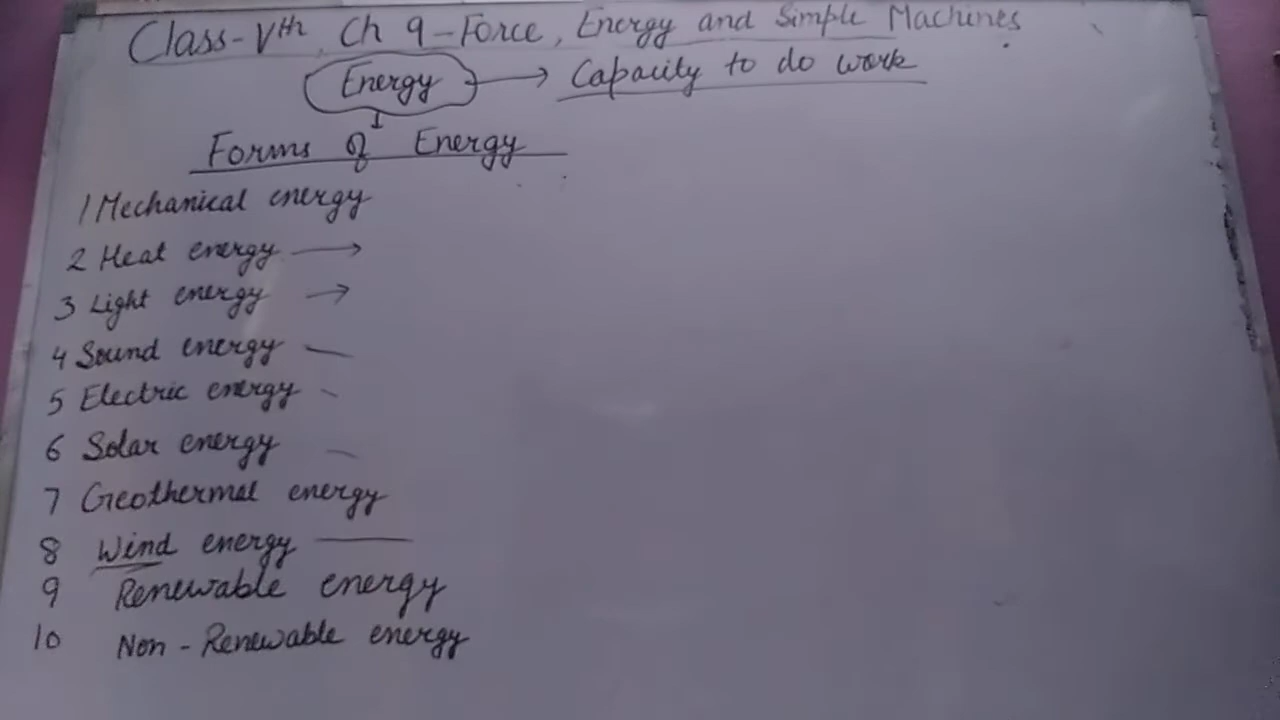 Class-Vth, Ch 9-Force, Energy and Simple Machines
Energy → Capacity to do work
Forms of Energy
1 Mechanical energy
2 Heat energy →
3 Light energy →
4 Sound energy —
5 Electric energy -
6 Solar energy —
7 Geothermal energy
8 Wind energy —
9 Renewable energy
10 Non-Renewable energy